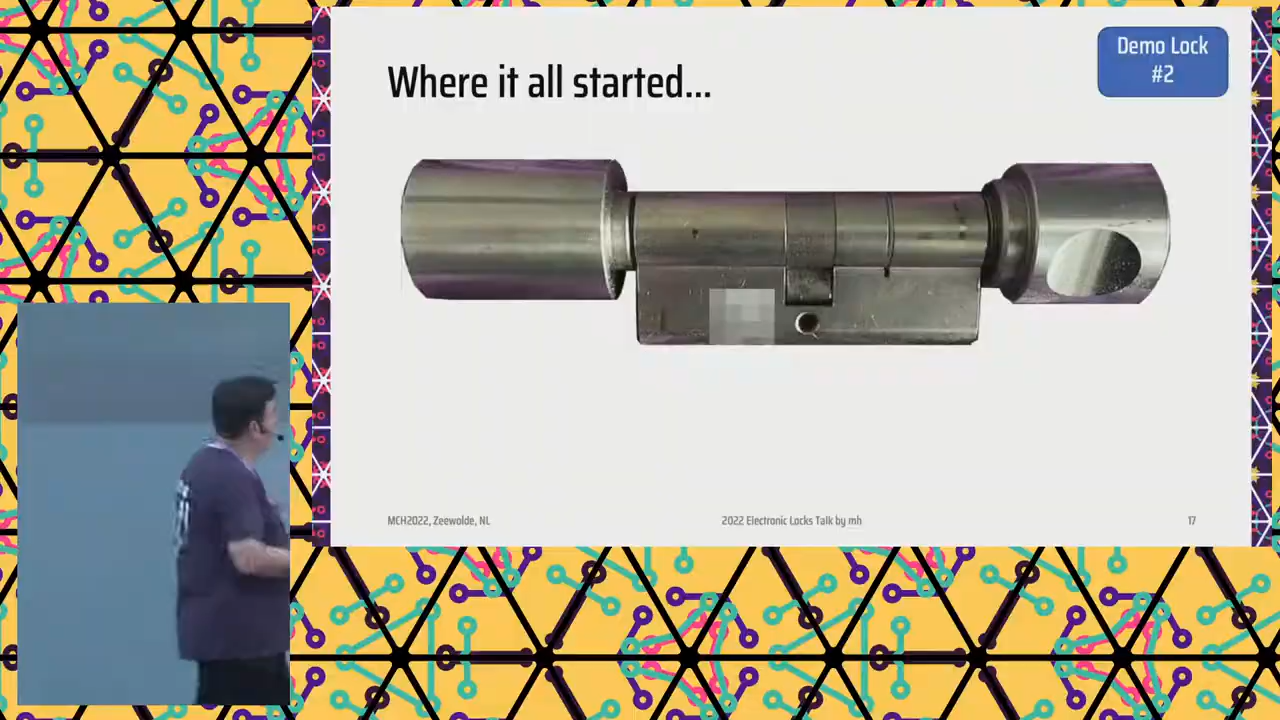 Demo Lock
#2
Where it all started...
MCH2022, Zeewolde, NL
2022 Electronic Locks Talk by mh
17